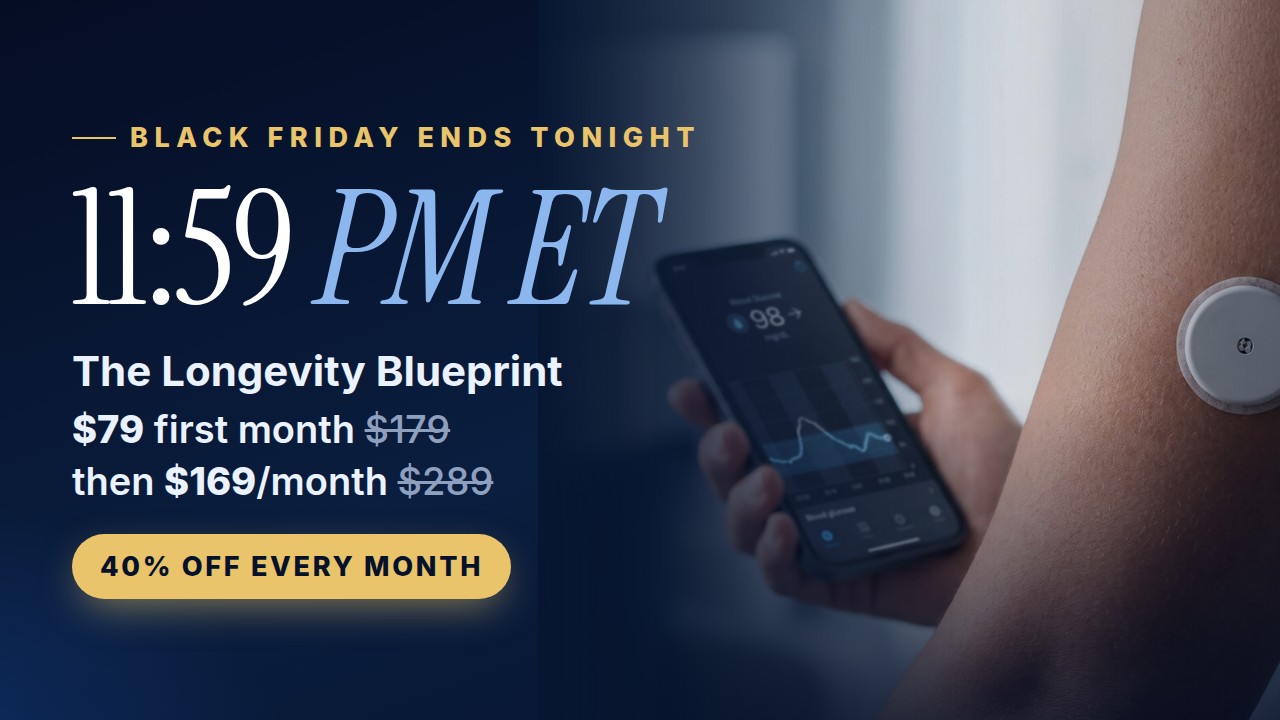 BLACK FRIDAY ENDS TONIGHT
11:59 PM ET
The Longevity Blueprint
$79 first month $179
then $169/month $289
40% OFF EVERY MONTH
98